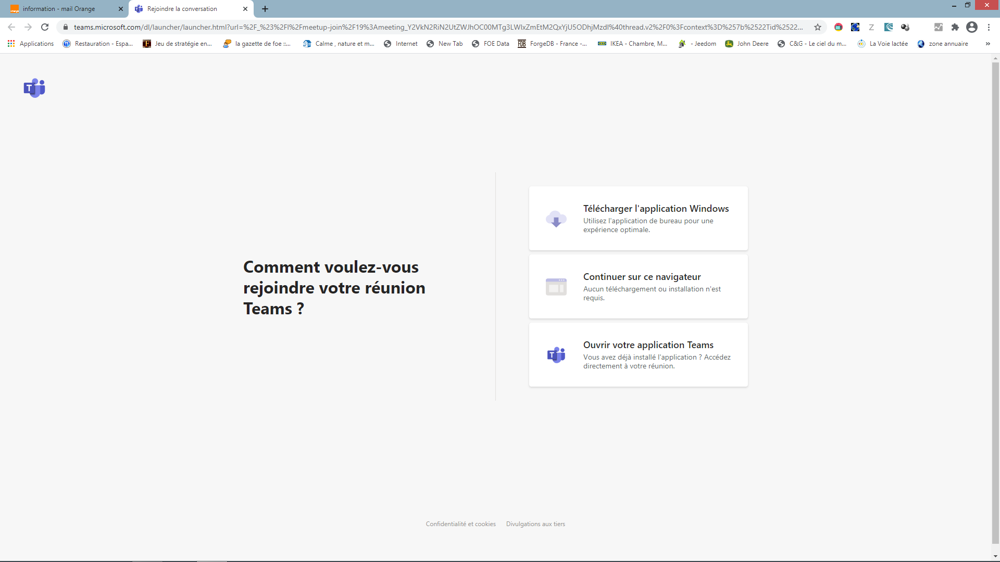 information - mail Orange
Rejoindre la conversation
teams.microsoft.com/dl/launcher/launcher.html?url=%2F_%23%2Fl%2Fmeetup-join%2F19%3Ameeting_Y2VkN2RiN2UtZWJhOC00MTg3LWIxZmEtM2QxYjU5ODhjMzdl%40thread.v2%2F0%3Fcontext%3D%257b%2522Tid%2522...
Applications
Restauration - Espa...
Jeu de stratégie en...
la gazette de foe ::...
Calme , nature et m...
Internet
New Tab
FOE Data
FDB
ForgeDB - France -...
IKEA
IKEA - Chambre, M...
- Jeedom
John Deere
C&G - Le ciel du m...
La Voie lactée
zone annuaire
»
T
Comment voulez-vous
rejoindre votre réunion
Teams ?
Télécharger l'application Windows
Utilisez l'application de bureau pour une
expérience optimale.
Continuer sur ce navigateur
Aucun téléchargement ou installation n'est
requis.
T
Ouvrir votre application Teams
Vous avez déjà installé l'application ? Accédez
directement à votre réunion.
Confidentialité et cookies
Divulgations aux tiers